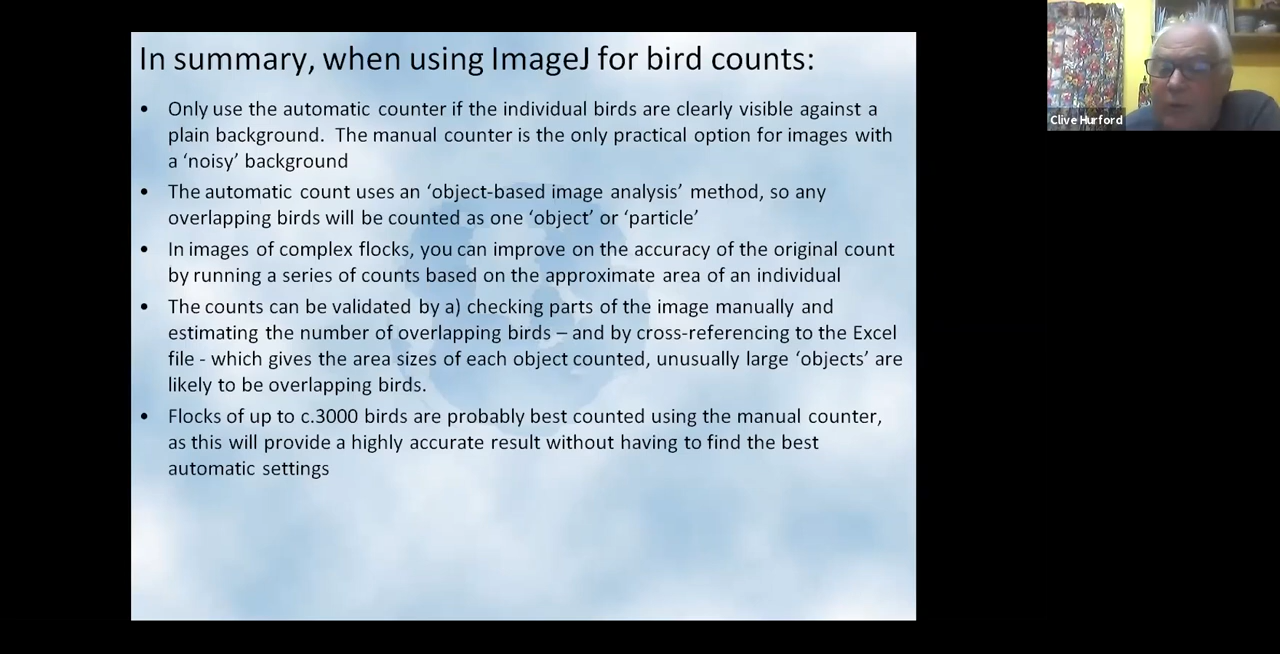 In summary, when using ImageJ for bird counts:
• Only use the automatic counter if the individual birds are clearly visible against a
plain background. The manual counter is the only practical option for images with
a ‘noisy’ background
• The automatic count uses an ‘object-based image analysis’ method, so any
overlapping birds will be counted as one ‘object’ or ‘particle’
• In images of complex flocks, you can improve on the accuracy of the original count
by running a series of counts based on the approximate area of an individual
• The counts can be validated by a) checking parts of the image manually and
estimating the number of overlapping birds – and by cross-referencing to the Excel
file - which gives the area sizes of each object counted, unusually large ‘objects’ are
likely to be overlapping birds.
• Flocks of up to c.3000 birds are probably best counted using the manual counter,
as this will provide a highly accurate result without having to find the best
automatic settings
Clive Hurford